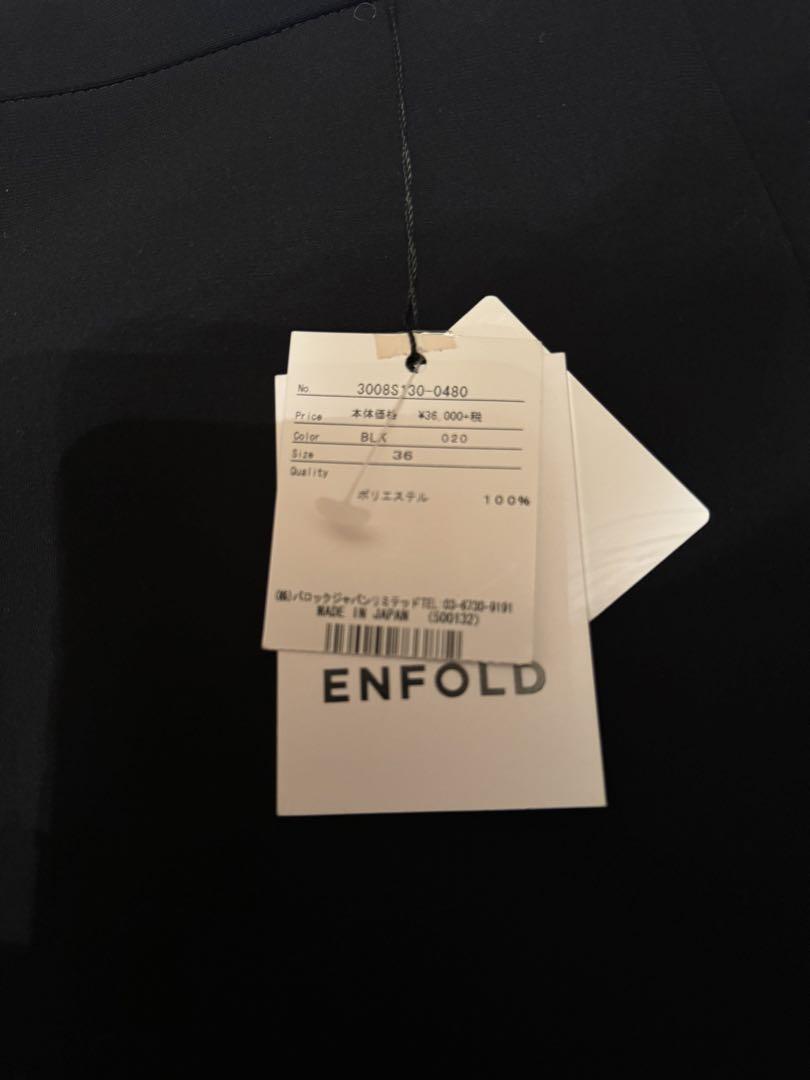 No. 3008S130-0480
Price 本体価格 ¥36,000+税
Color BLK 020
Size 36
Quality
ポリエステル 100%
(株)バロックジャパンリミテッドTEL 03-6730-9191
MADE IN JAPAN (S00132)
ENFOLD